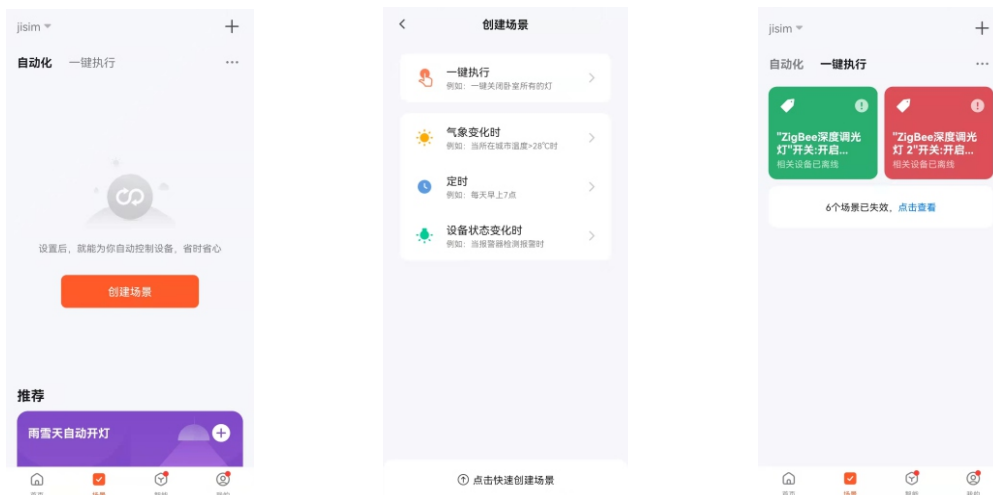 jisim
自动化 一键执行
设置后，就能为你自动控制设备，省时省心
创建场景
推荐
雨雪天自动开灯
创建场景
一键执行
例如：一键关闭卧室所有的灯
气象变化时
例如：当所在城市温度>28℃时
定时
例如：每天早上7点
设备状态变化时
例如：当报警器检测报警时
点击快速创建场景
jisim
自动化 一键执行
"ZigBee深度调光
灯"开关:开启...
相关设备已离线
"ZigBee深度调光
灯 2"开关:开启...
相关设备已离线
6个场景已失效，点击查看